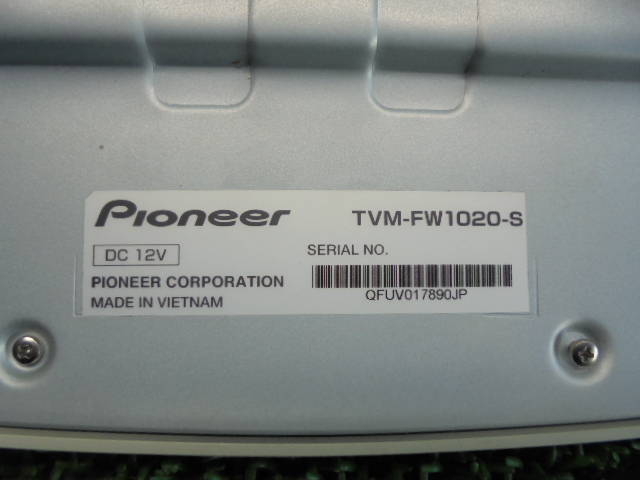 Pioneer TVM-FW1020-S
DC 12V SERIAL NO.
PIONEER CORPORATION
MADE IN VIETNAM QFUV017890JP